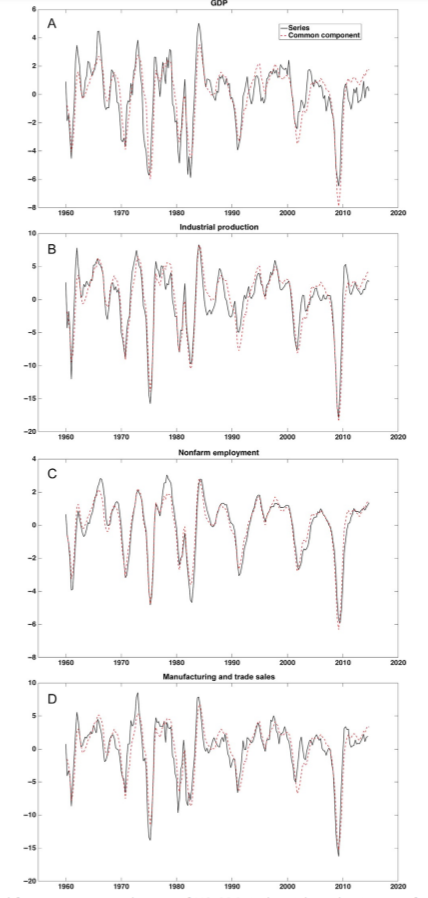 GDP
A
Series
Common component
6
4
2
0
−2
−4
−6
−8
1960 1970 1980 1990 2000 2010 2020
Industrial production
B
10
5
0
−5
−10
−15
−20
1960 1970 1980 1990 2000 2010 2020
Nonfarm employment
C
4
2
0
−2
−4
−6
−8
1960 1970 1980 1990 2000 2010 2020
Manufacturing and trade sales
D
10
5
0
−5
−10
−15
−20
1960 1970 1980 1990 2000 2010 2020